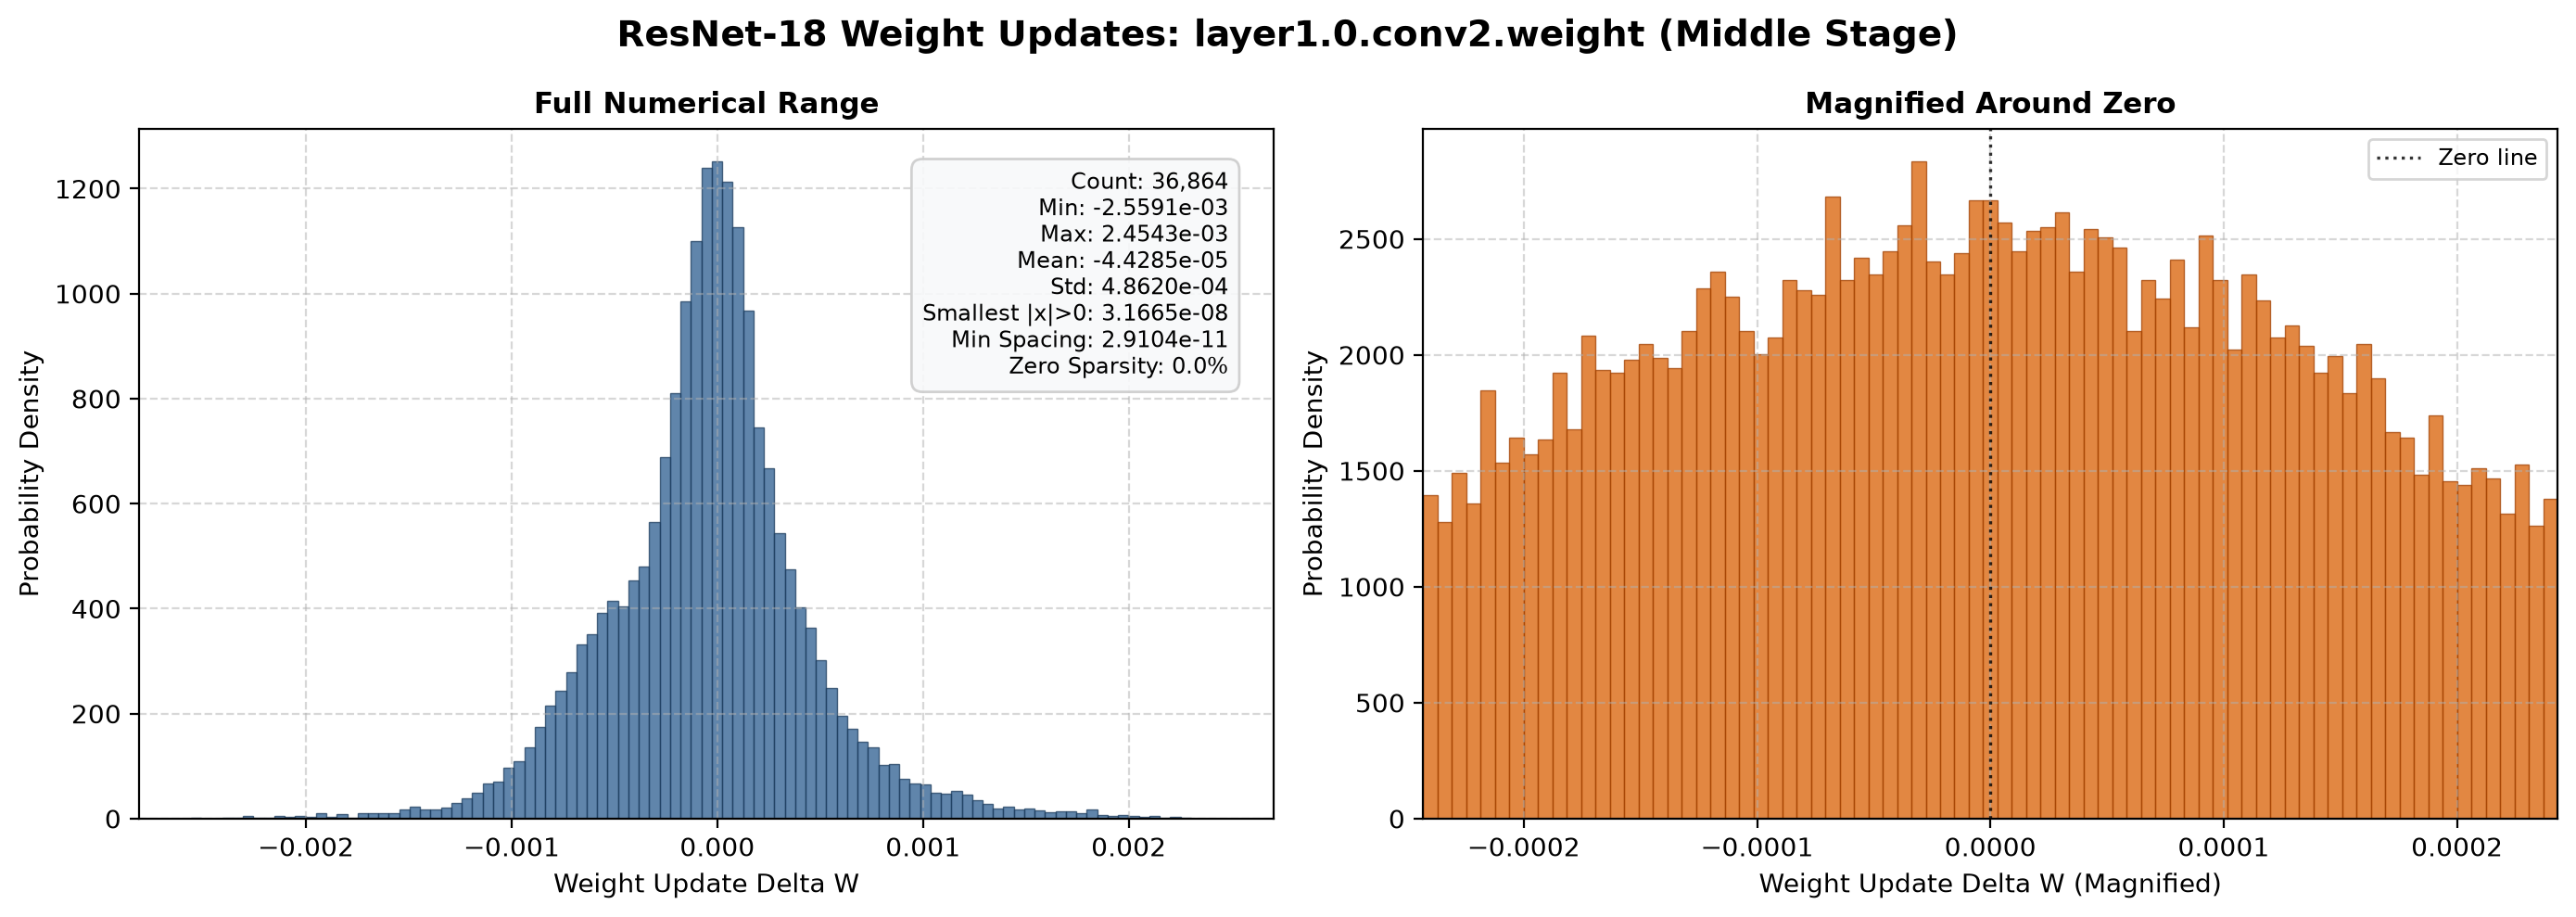 ResNet-18 Weight Updates: layer1.0.conv2.weight (Middle Stage)
Full Numerical Range
Probability Density
1200
1000
800
600
400
200
0
Count: 36,864
Min: -2.5591e-03
Max: 2.4543e-03
Mean: -4.4285e-05
Std: 4.8620e-04
Smallest |x|>0: 3.1665e-08
Min Spacing: 2.9104e-11
Zero Sparsity: 0.0%
−0.002 −0.001 0.000 0.001 0.002
Weight Update Delta W
Magnified Around Zero
Probability Density
2500
2000
1500
1000
500
0
Zero line
−0.0002 −0.0001 0.0000 0.0001 0.0002
Weight Update Delta W (Magnified)